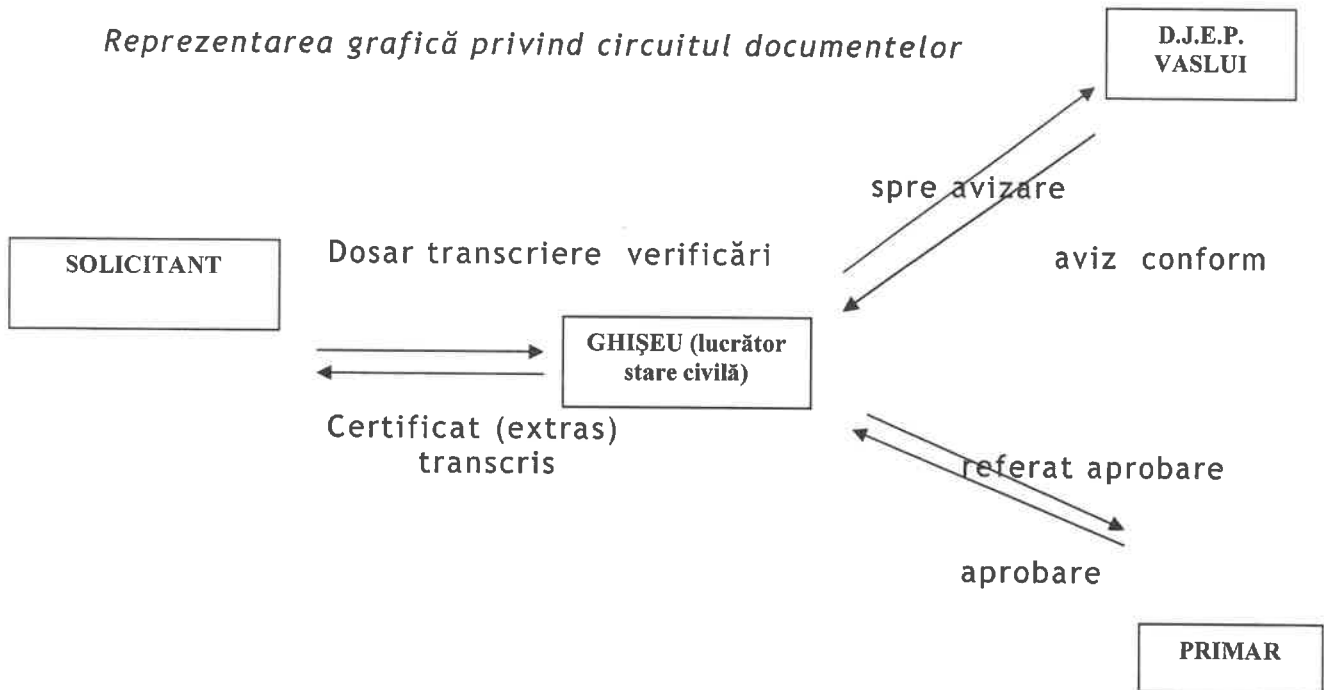 Reprezentarea grafică privind circuitul documentelor
D.J.E.P.
VASLUI
spre avizare
SOLICITANT
Dosar transcriere verificări
aviz conform
GHIŞEU (lucrător
stare civilă)
Certificat (extras)
transcris
referat aprobare
aprobare
PRIMAR